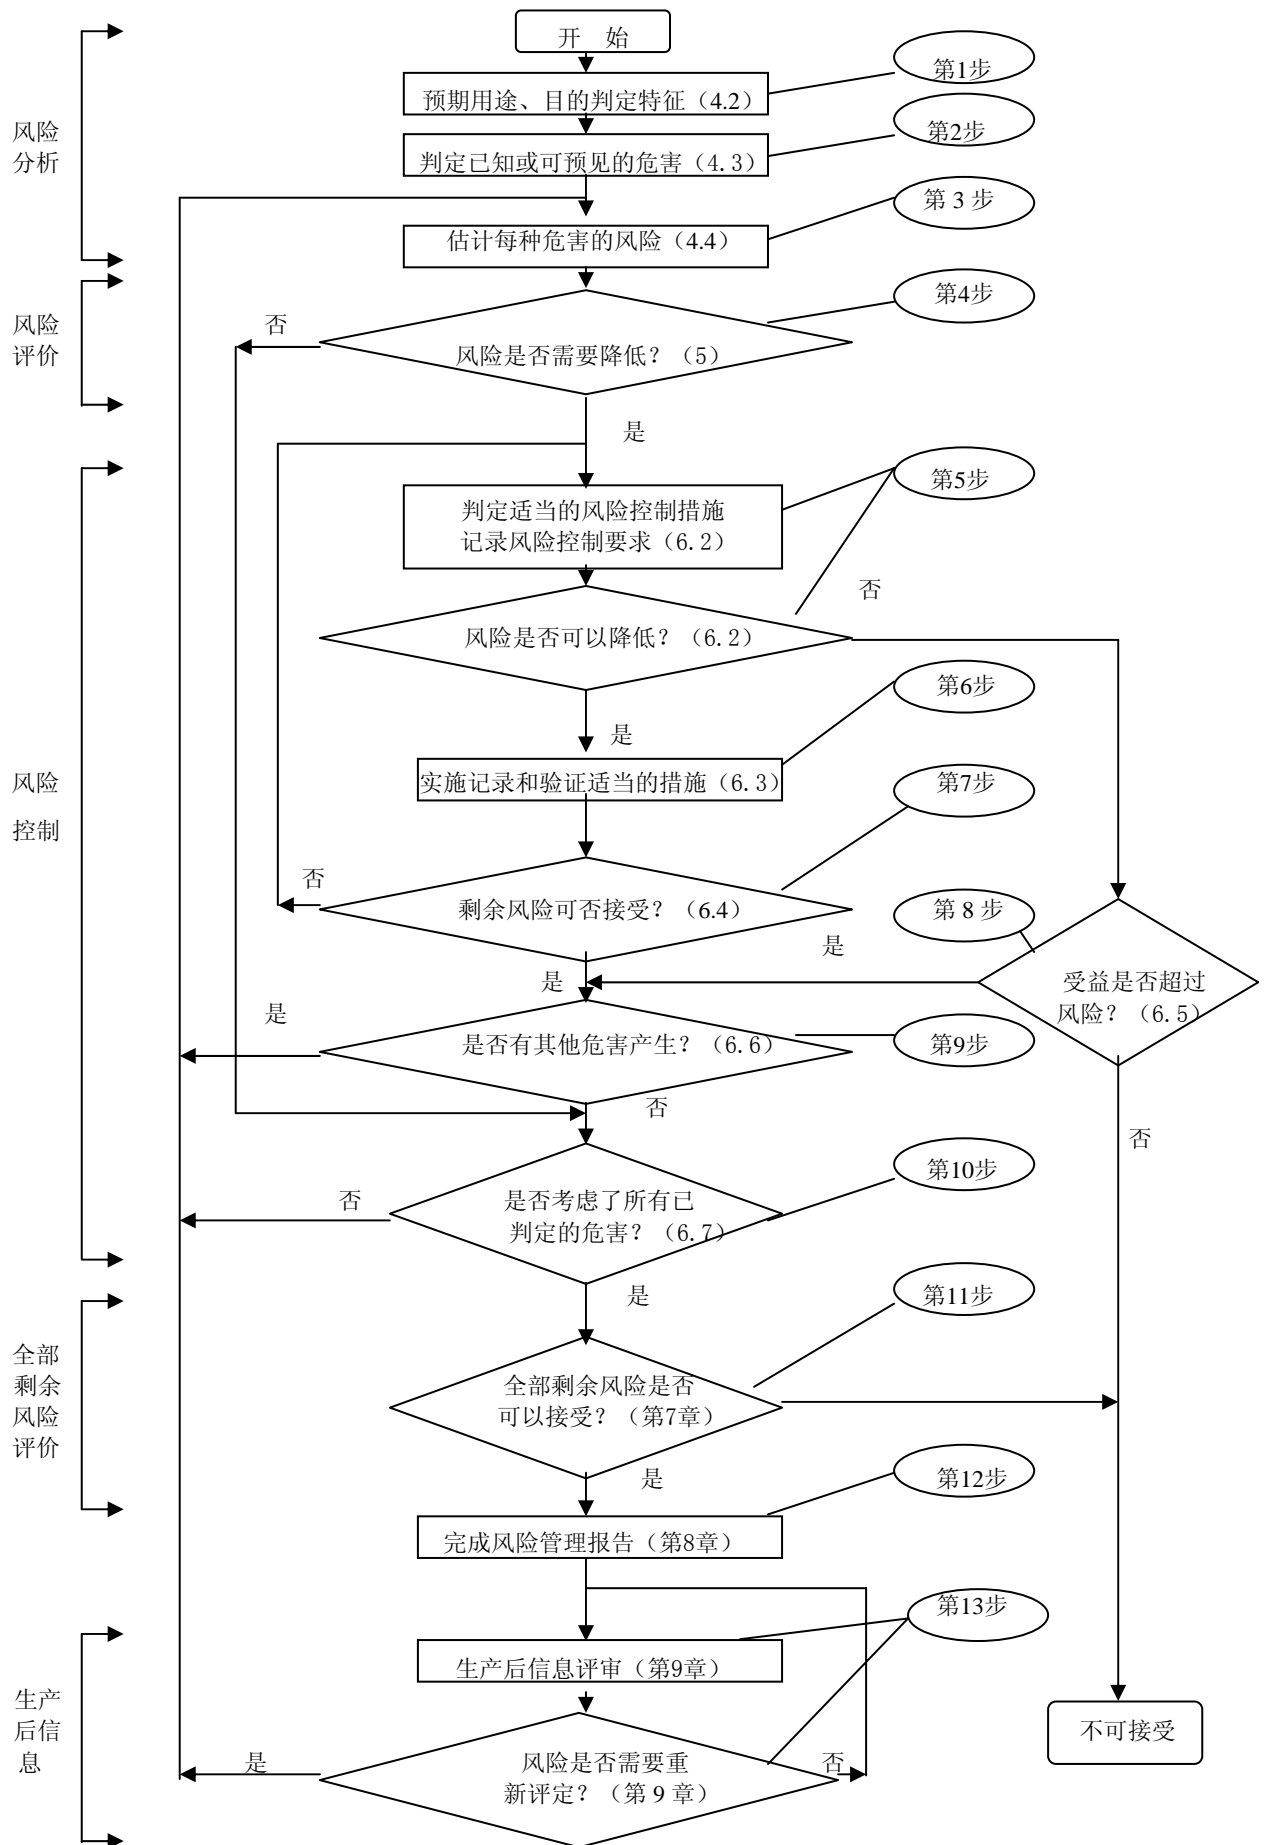 开 始
第1步
预期用途、目的判定特征（4.2）
第2步
风险
分析
判定已知或可预见的危害（4.3）
第 3 步
估计每种危害的风险（4.4）
第4步
风险
评价
否
风险是否需要降低？（5）
是
第5步
判定适当的风险控制措施
记录风险控制要求（6.2）
否
风险是否可以降低？（6.2）
第6步
是
风险
控制
实施记录和验证适当的措施（6.3）
第7步
否
剩余风险可否接受？（6.4）
第 8 步
是
是
受益是否超过
风险？（6.5）
是
是否有其他危害产生？（6.6）
第9步
否
否
第10步
否
是否考虑了所有已
判定的危害？（6.7）
是
第11步
全部
剩余
风险
评价
全部剩余风险是否
可以接受？（第7章）
是
第12步
完成风险管理报告（第8章）
第13步
生产后信息评审（第9章）
生产
后信
息
不可接受
是
风险是否需要重
新评定？（第 9 章）
否